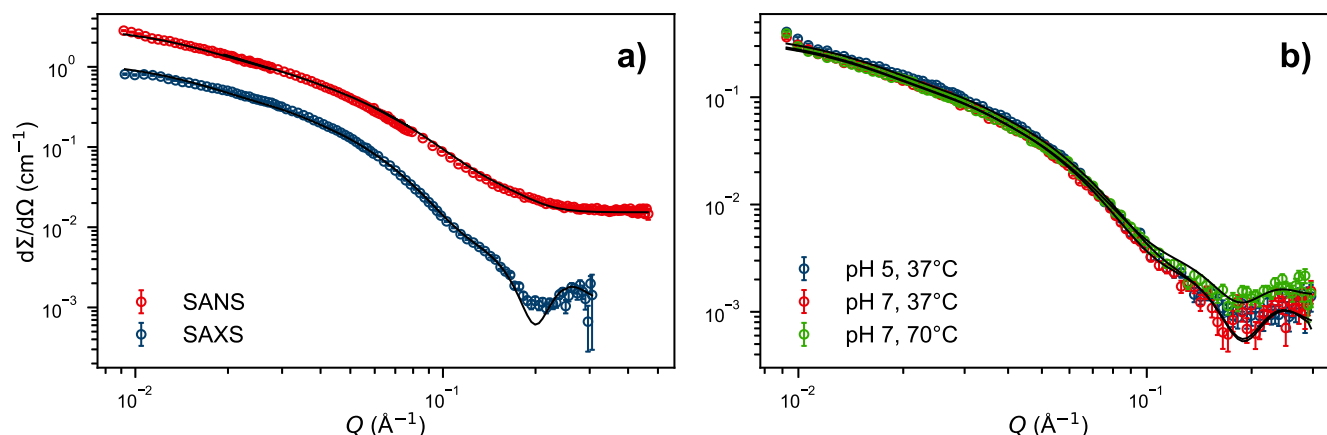 a)
dΣ/dΩ (cm⁻¹)
10⁰
10⁻¹
10⁻²
10⁻³
SANS
SAXS
10⁻²
10⁻¹
Q (Å⁻¹)
b)
10⁻¹
10⁻²
10⁻³
pH 5, 37°C
pH 7, 37°C
pH 7, 70°C
10⁻²
10⁻¹
Q (Å⁻¹)